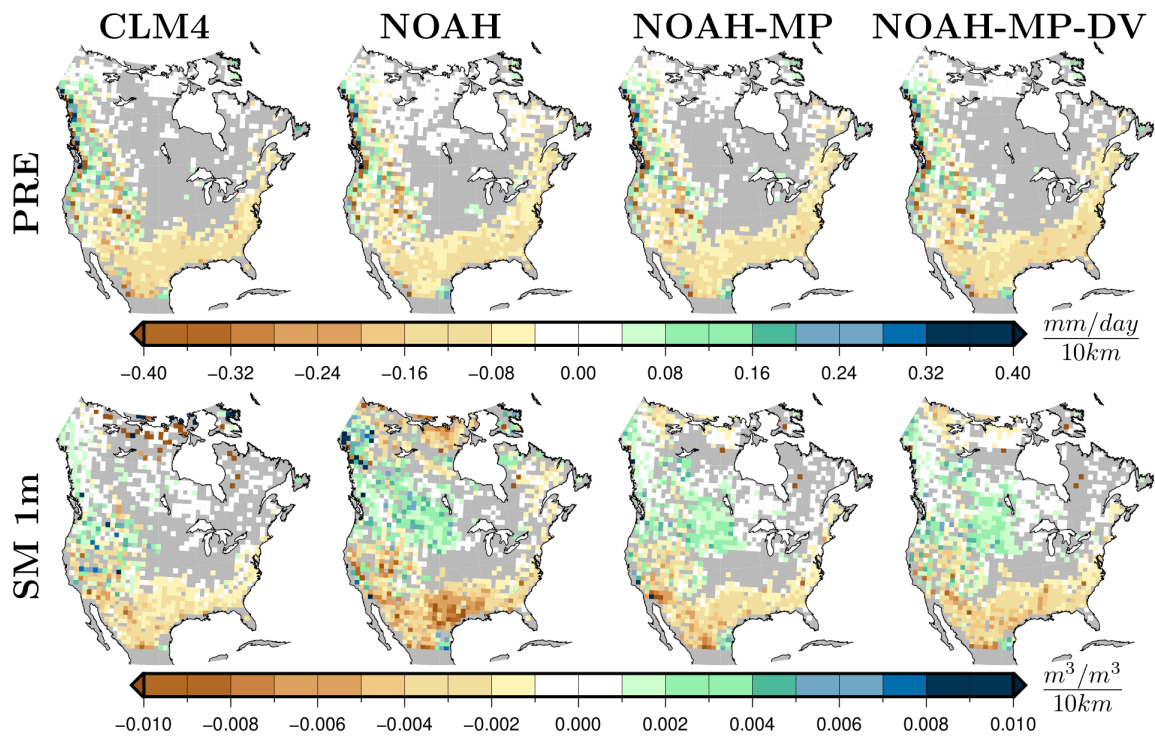 CLM4 NOAH NOAH-MP NOAH-MP-DV
PRE
mm/day
10km
−0.40 −0.32 −0.24 −0.16 −0.08 0.00 0.08 0.16 0.24 0.32 0.40
SM 1m
m³/m³
10km
−0.010 −0.008 −0.006 −0.004 −0.002 0.000 0.002 0.004 0.006 0.008 0.010